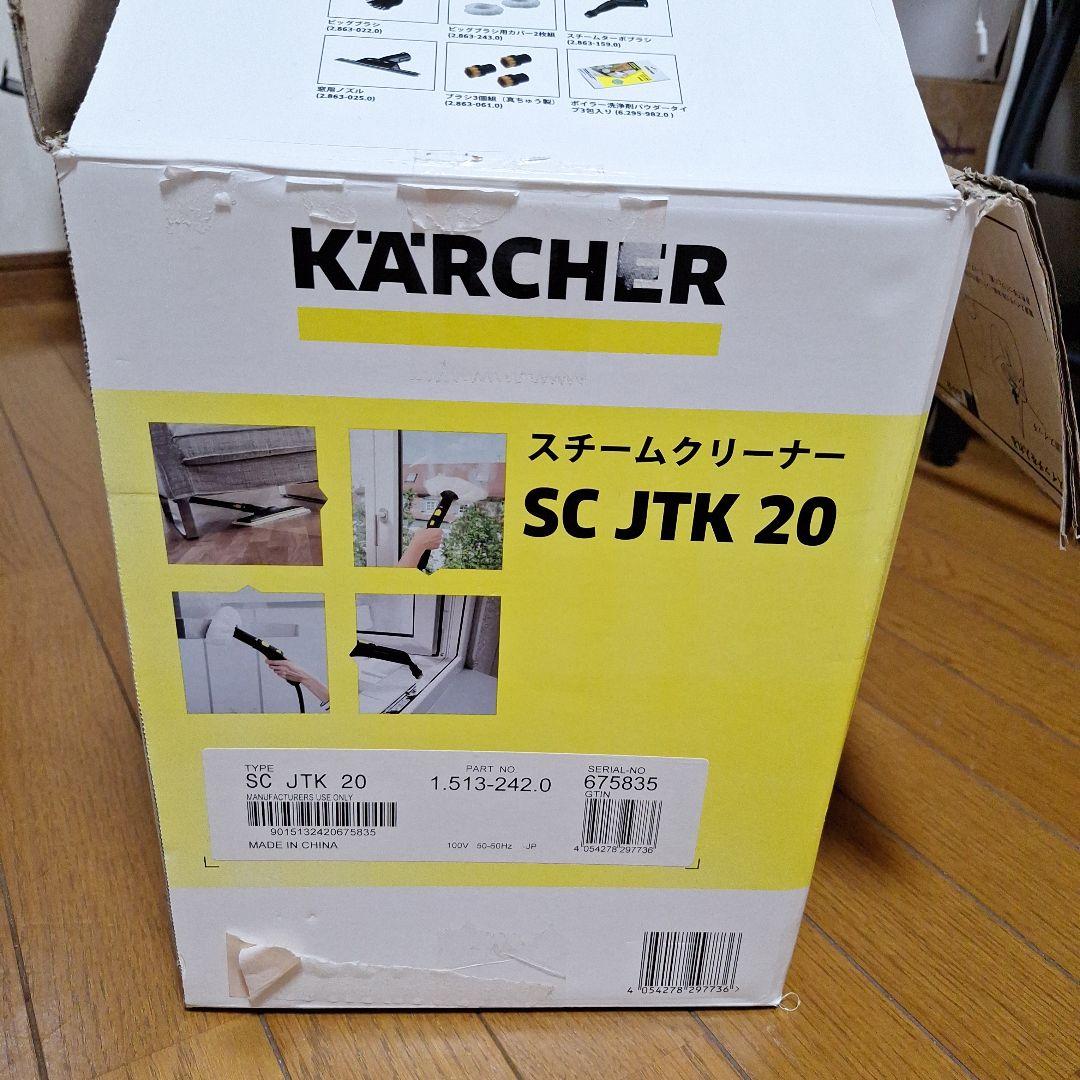 ビッグブラシ
(2.863-022.0)
ビッグブラシ用カバー2枚組
(2.863-243.0)
スチームターボブラシ
(2.863-159.0)
窓用ノズル
(2.863-025.0)
ブラシ3個組（真ちゅう製）
(2.863-061.0)
ボイラー洗浄剤パウダータイ
プ3包入り (6.295-982.0)
KÄRCHER
スチームクリーナー
SC JTK 20
TYPE
SC JTK 20
MANUFACTURERS USE ONLY
9015132420675835
MADE IN CHINA
PART NO
1.513-242.0
100V 50-60Hz JP
SERIAL-NO
675835
GTIN
4 054278 297736
4 054278 297736 >